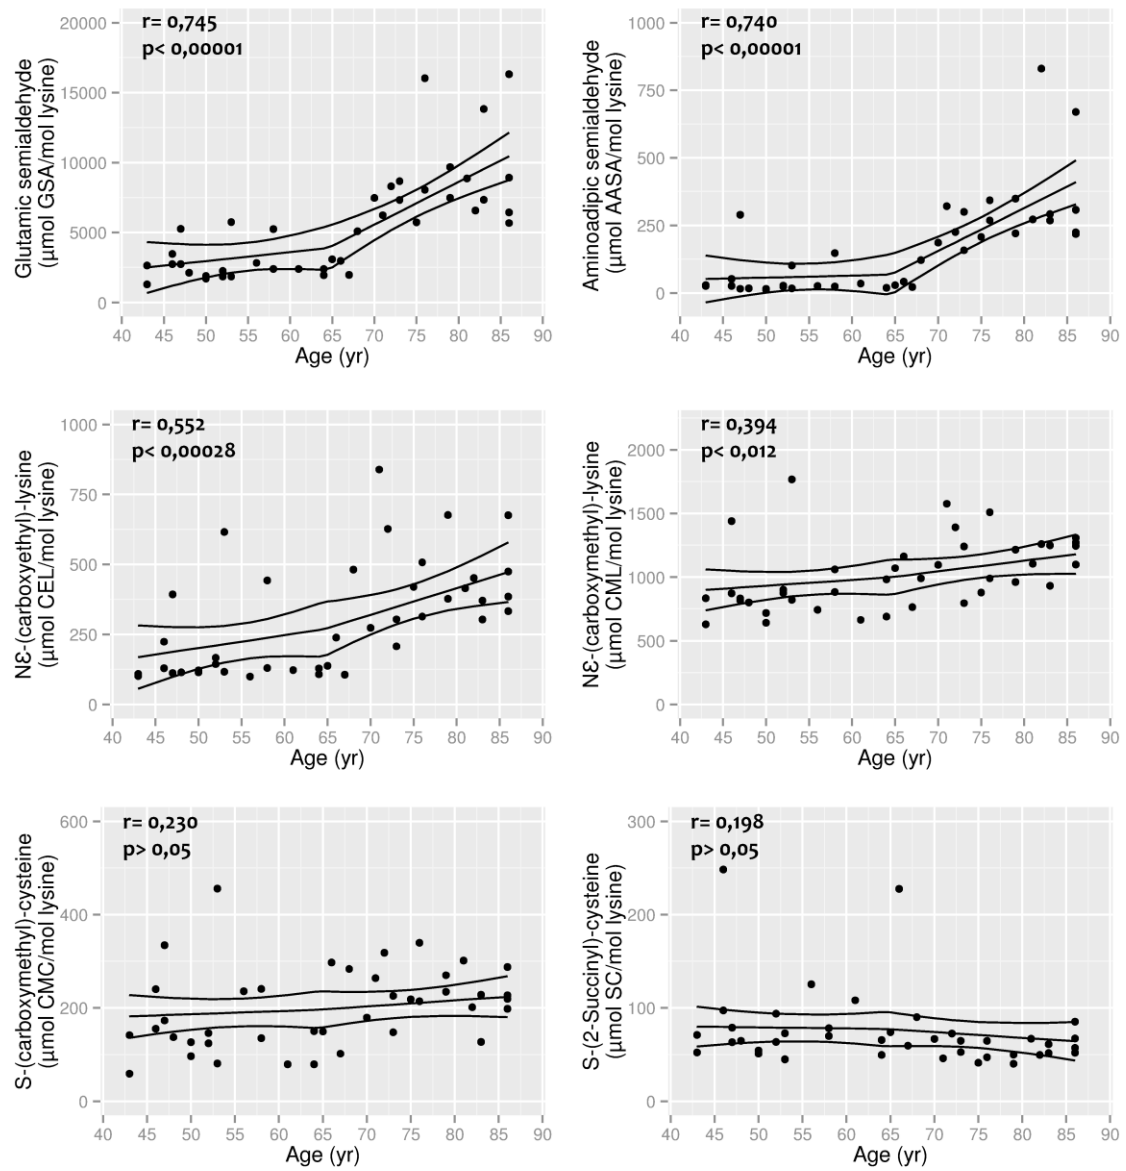 r= 0,745
p< 0,00001
Glutamic semialdehyde
(µmol GSA/mol lysine)
20000
15000
10000
5000
0
40 45 50 55 60 65 70 75 80 85 90
Age (yr)
r= 0,740
p< 0,00001
Aminoadipic semialdehyde
(µmol AASA/mol lysine)
1000
750
500
250
0
40 45 50 55 60 65 70 75 80 85 90
Age (yr)
r= 0,552
p< 0,00028
NƐ-(carboxyethyl)-lysine
(µmol CEL/mol lysine)
1000
750
500
250
0
40 45 50 55 60 65 70 75 80 85 90
Age (yr)
r= 0,394
p< 0,012
NƐ-(carboxymethyl)-lysine
(µmol CML/mol lysine)
2000
1500
1000
500
0
40 45 50 55 60 65 70 75 80 85 90
Age (yr)
r= 0,230
p> 0,05
S-(carboxymethyl)-cysteine
(µmol CMC/mol lysine)
600
400
200
0
40 45 50 55 60 65 70 75 80 85 90
Age (yr)
r= 0,198
p> 0,05
S-(2-Succinyl)-cysteine
(µmol SC/mol lysine)
300
200
100
0
40 45 50 55 60 65 70 75 80 85 90
Age (yr)